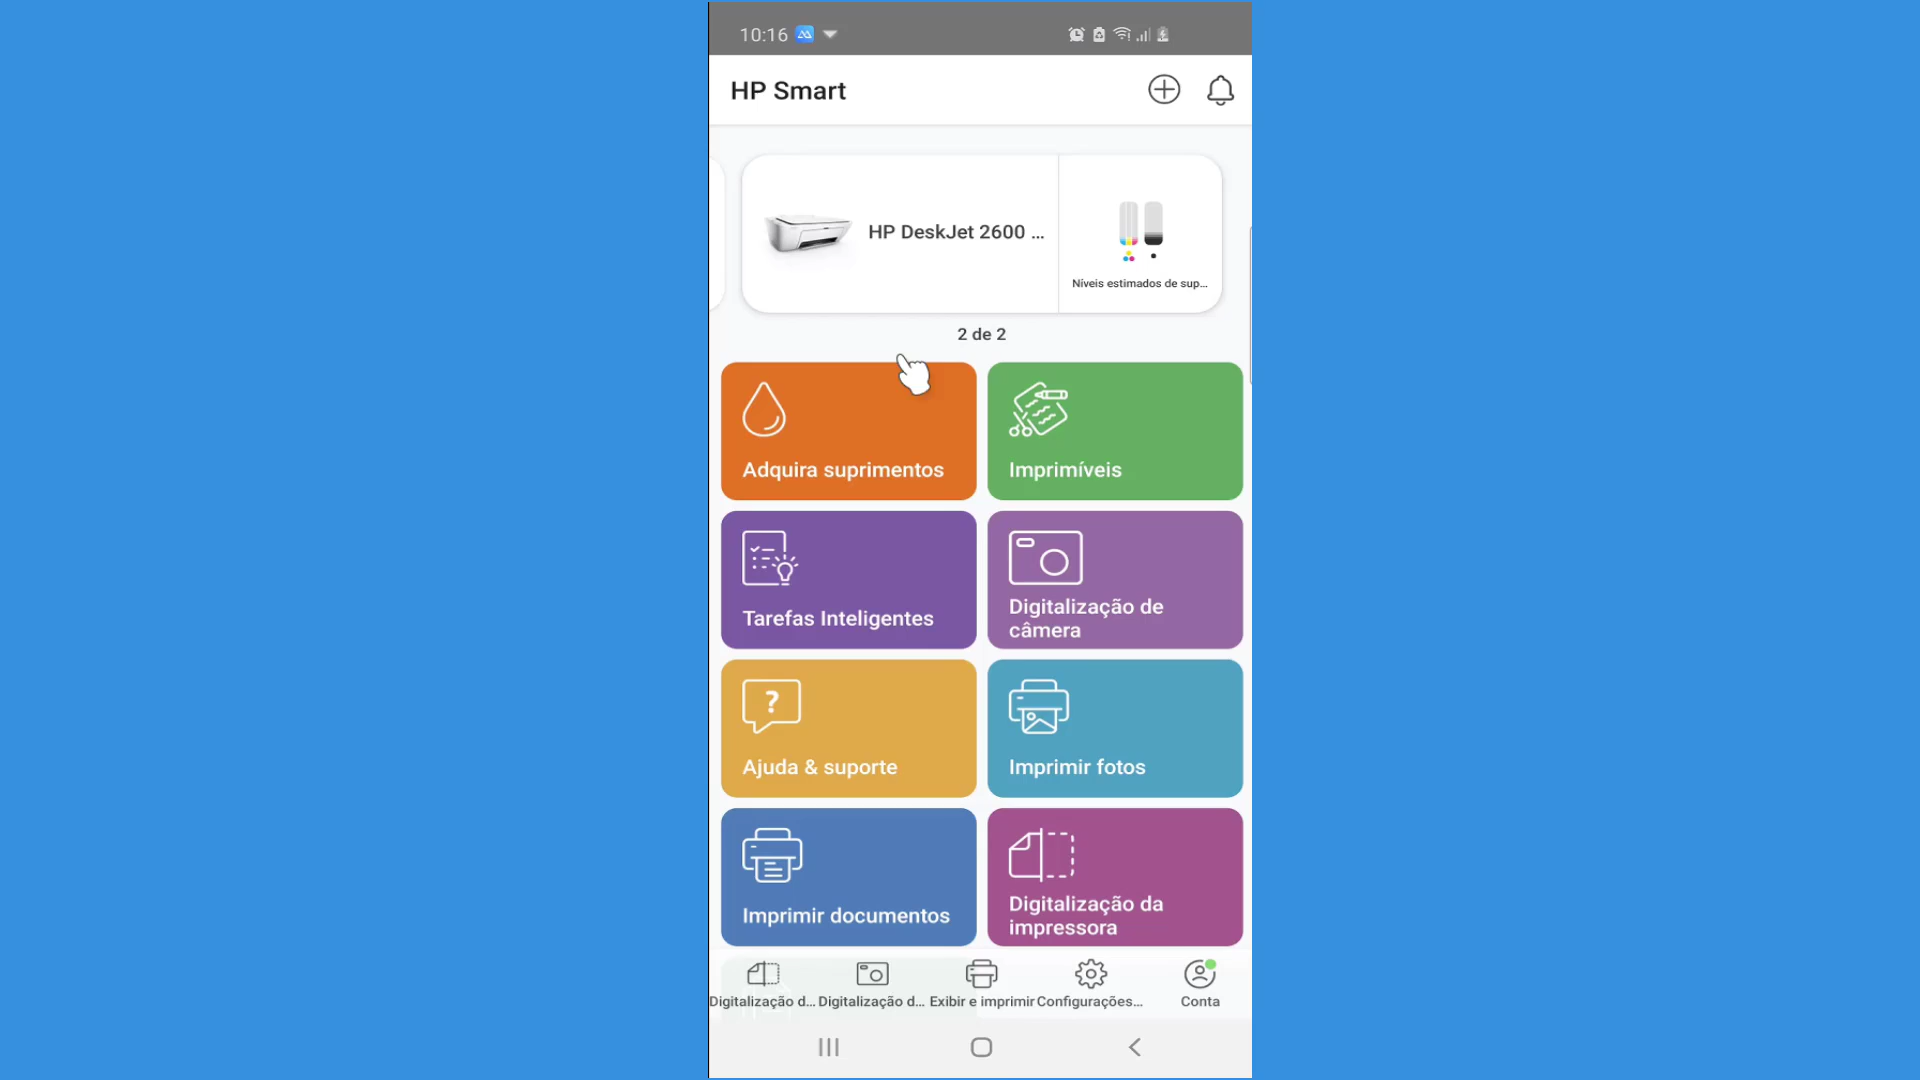 10:16
HP Smart
HP DeskJet 2600 ...
Níveis estimados de sup...
2 de 2
Adquira suprimentos
Imprimíveis
Tarefas Inteligentes
Digitalização de
câmera
?
Ajuda & suporte
Imprimir fotos
Imprimir documentos
Digitalização da
impressora
Digitalização d...
Digitalização d...
Exibir e imprimir
Configurações...
Conta